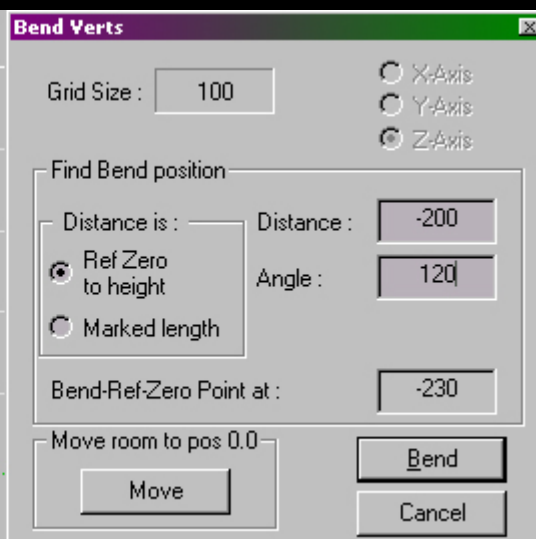 Bend Verts
Grid Size : 100
X-Axis
Y-Axis
Z-Axis
Find Bend position
Distance is :
Ref Zero
to height
Marked length
Distance : -200
Angle : 120
Bend-Ref-Zero Point at : -230
Move room to pos 0.0
Move
Bend
Cancel